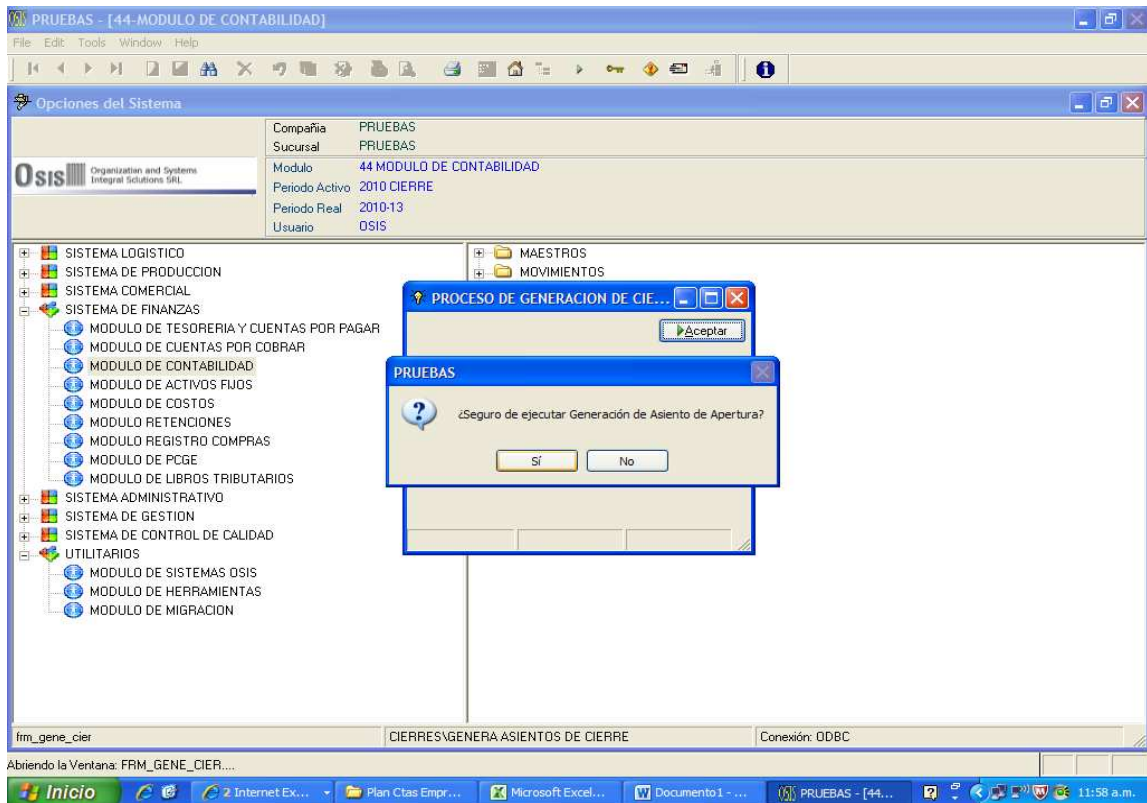 PRUEBAS - [44-MODULO DE CONTABILIDAD]
File Edit Tools Window Help
Opciones del Sistema
Compañia PRUEBAS
Sucursal PRUEBAS
Osis Organization and Systems Integral Solutions SRL
Modulo 44 MODULO DE CONTABILIDAD
Periodo Activo 2010 CIERRE
Periodo Real 2010-13
Usuario OSIS
SISTEMA LOGISTICO
SISTEMA DE PRODUCCION
SISTEMA COMERCIAL
SISTEMA DE FINANZAS
MODULO DE TESORERIA Y CUENTAS POR PAGAR
MODULO DE CUENTAS POR COBRAR
MODULO DE CONTABILIDAD
MODULO DE ACTIVOS FIJOS
MODULO DE COSTOS
MODULO RETENCIONES
MODULO REGISTRO COMPRAS
MODULO DE PCGE
MODULO DE LIBROS TRIBUTARIOS
SISTEMA ADMINISTRATIVO
SISTEMA DE GESTION
SISTEMA DE CONTROL DE CALIDAD
UTILITARIOS
MODULO DE SISTEMAS OSIS
MODULO DE HERRAMIENTAS
MODULO DE MIGRACION
MAESTROS
MOVIMIENTOS
PROCESO DE GENERACION DE CIE...
Aceptar
PRUEBAS
¿Seguro de ejecutar Generación de Asiento de Apertura?
Sí No
frm_gene_cier CIERRES\GENERA ASIENTOS DE CIERRE Conexión: ODBC
Abriendo la Ventana: FRM_GENE_CIER....
Inicio 2 Internet Ex... Plan Ctas Empr... Microsoft Excel... Documento1 - ... PRUEBAS - [44... 11:58 a.m.